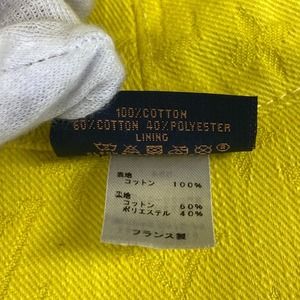 100%COTTON
60%COTTON 40%POLYESTER
LINING
表地
コットン 100%
裏地
コットン 60%
ポリエステル 40%
フランス製